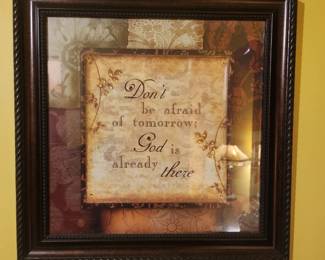 Don't
be afraid
of tomorrow;
God is
already there